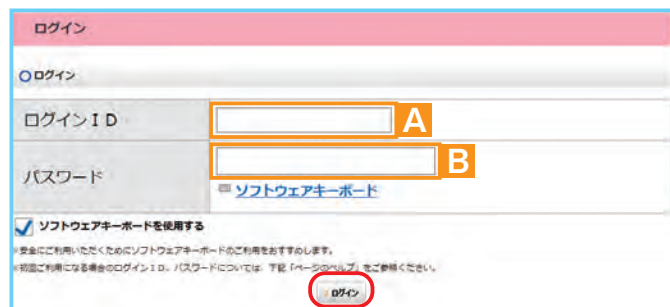 ログイン
ログイン
ログインＩＤ
A
パスワード
B
ソフトウェアキーボード
ソフトウェアキーボードを使用する
※安全にご利用いただくためにソフトウェアキーボードのご利用をおすすめします。
※初回ご利用になる場合のログインＩＤ、パスワードについては、下記「ページのヘルプ」をご参照ください。
ログイン